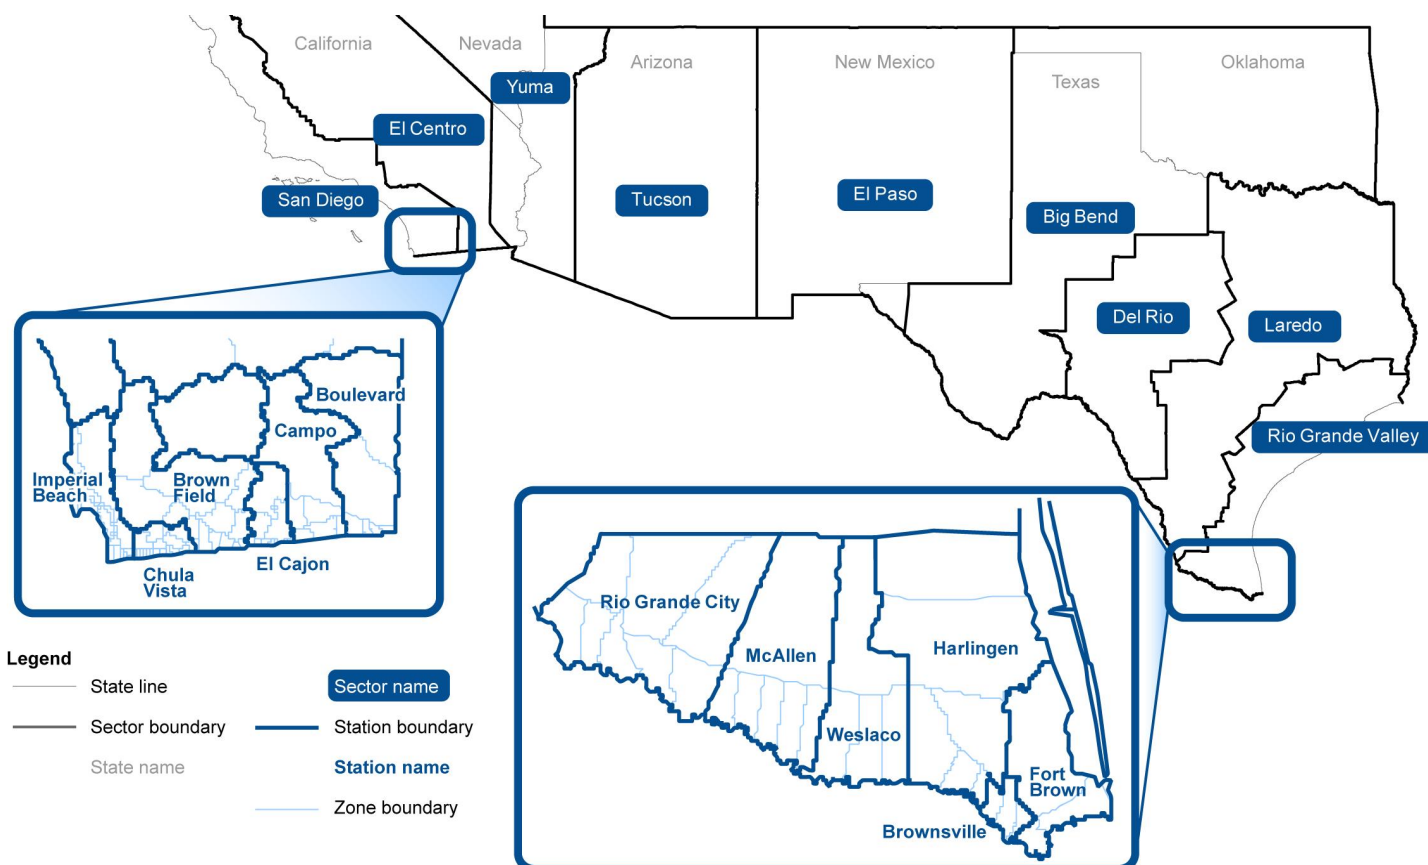 California
Nevada
Arizona
New Mexico
Oklahoma
Texas
Yuma
El Centro
San Diego
Tucson
El Paso
Big Bend
Del Rio
Laredo
Rio Grande Valley
Boulevard
Campo
Imperial
Beach
Brown
Field
El Cajon
Chula
Vista
Rio Grande City
McAllen
Harlingen
Weslaco
Fort
Brown
Brownsville
Legend
State line
Sector name
Sector boundary
Station boundary
State name
Station name
Zone boundary